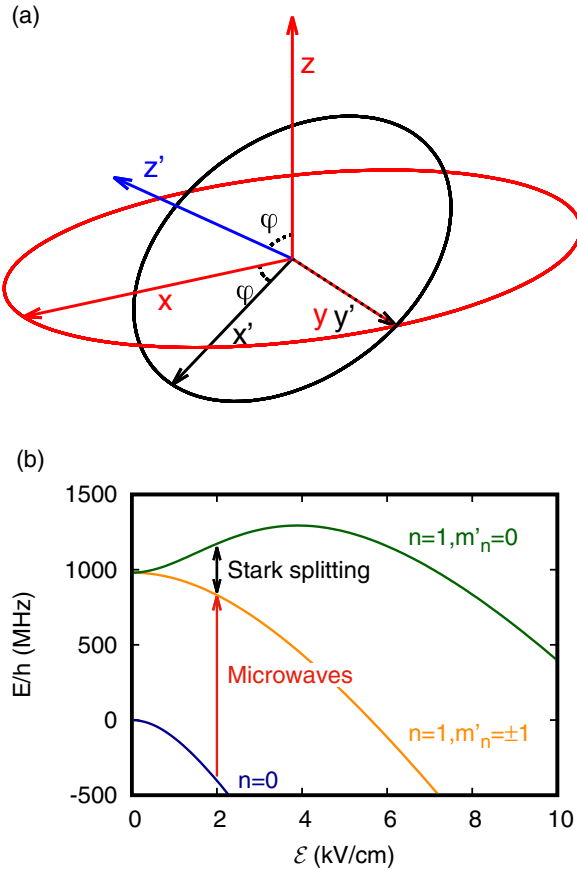 (a)
z
z'
φ
φ
x
x'
y y'
(b)
1500
1000
500
0
-500
E/h (MHz)
n=1,m'ₙ=0
Stark splitting
Microwaves
n=1,m'ₙ=±1
n=0
0 2 4 6 8 10
ℰ (kV/cm)